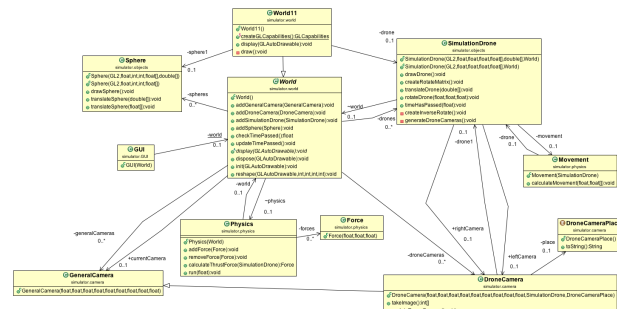 World11
simulator.world
World11()
createGLCapabilities():GLCapabilities
display(GLAutoDrawable):void
draw():void
-sphere1
0..1
-drone
0..1
Sphere
simulator.objects
Sphere(GL2,float,int,int,float[],double[])
Sphere(GL2,float,int,int,float[])
drawSphere():void
translateSphere(double[]):void
translateSphere(float[]):void
-spheres
0..*
SimulationDrone
simulator.objects
SimulationDrone(GL2,float,float,float,float[],double[],World)
SimulationDrone(GL2,float,float,float,float[],World)
drawDrone():void
createRotateMatrix():void
translateDrone(double[]):void
rotateDrone(float,float,float):void
timeHasPassed(float):void
createInverseRotate():void
generateDroneCameras():void
World
simulator.world
World()
addGeneralCamera(GeneralCamera):void
addDroneCamera(DroneCamera):void
addSimulationDrone(SimulationDrone):void
addSphere(Sphere):void
checkTimePassed():float
updateTimePassed():void
display(GLAutoDrawable):void
dispose(GLAutoDrawable):void
init(GLAutoDrawable):void
reshape(GLAutoDrawable,int,int,int,int):void
-world
0..1
-drones
0..*
GUI
simulator.GUI
GUI(World)
-world
0..1
0..1
-drone1
0..1
-drone
0..1
-movement
0..1
Movement
simulator.physics
Movement(SimulationDrone)
calculateMovement(float,float[]):void
-world
0..1
-physics
0..1
Physics
simulator.physics
Physics(World)
addForce(Force):void
removeForce(Force):void
calculateThrustForce(SimulationDrone):Force
run(float):void
-forces
0..*
Force
simulator.physics
Force(float,float,float)
-generalCameras
0..*
+currentCamera
0..1
-droneCameras
0..*
+rightCamera
0..1
+leftCamera
0..1
-place
0..1
DroneCameraPlac
simulator.camera
DroneCameraPlace()
toString():String
GeneralCamera
simulator.camera
GeneralCamera(float,float,float,float,float,float,float,float,float)
DroneCamera
simulator.camera
DroneCamera(float,float,float,float,float,float,float,float,float,SimulationDrone,DroneCameraPlace)
takeImage():int[]